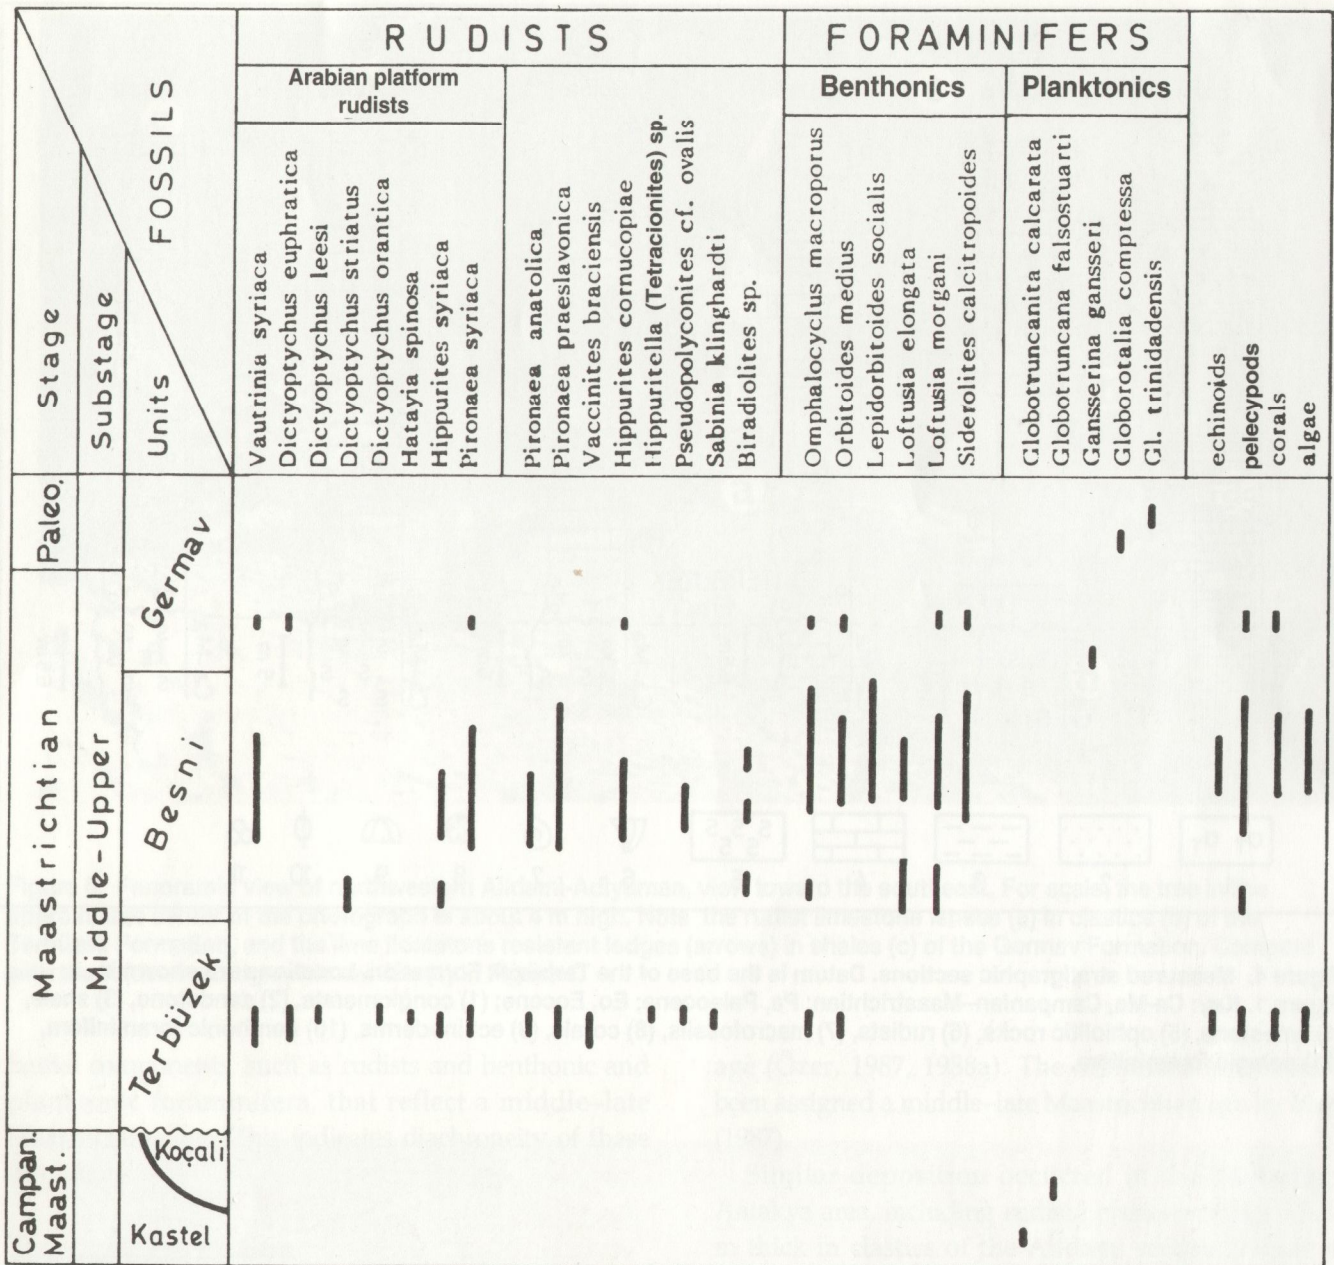 RUDISTS
FORAMINIFERS
Arabian platform
rudists
Benthonics
Planktonics
Stage
Substage
Units
FOSSILS
Vautrinia syriaca
Dictyoptychus euphratica
Dictyoptychus leesi
Dictyoptychus striatus
Dictyoptychus orantica
Hatayia spinosa
Hippurites syriaca
Pironaea syriaca
Pironaea anatolica
Pironaea praeslavonica
Vaccinites braciensis
Hippurites cornucopiae
Hippuritella (Tetracionites) sp.
Pseudopolyconites cf. ovalis
Sabinia klinghardti
Biradiolites sp.
Omphalocyclus macroporus
Orbitoides medius
Lepidorbitoides socialis
Loftusia elongata
Loftusia morgani
Siderolites calcitropoides
Globotruncanita calcarata
Globotruncana falsostuarti
Gansserina gansseri
Globorotalia compressa
Gl. trinidadensis
echinoids
pelecypods
corals
algae
Paleo.
Germav
Maastrichtian
Middle-Upper
Besni
Terbüzek
Campan
Maast.
Koçali
Kastel